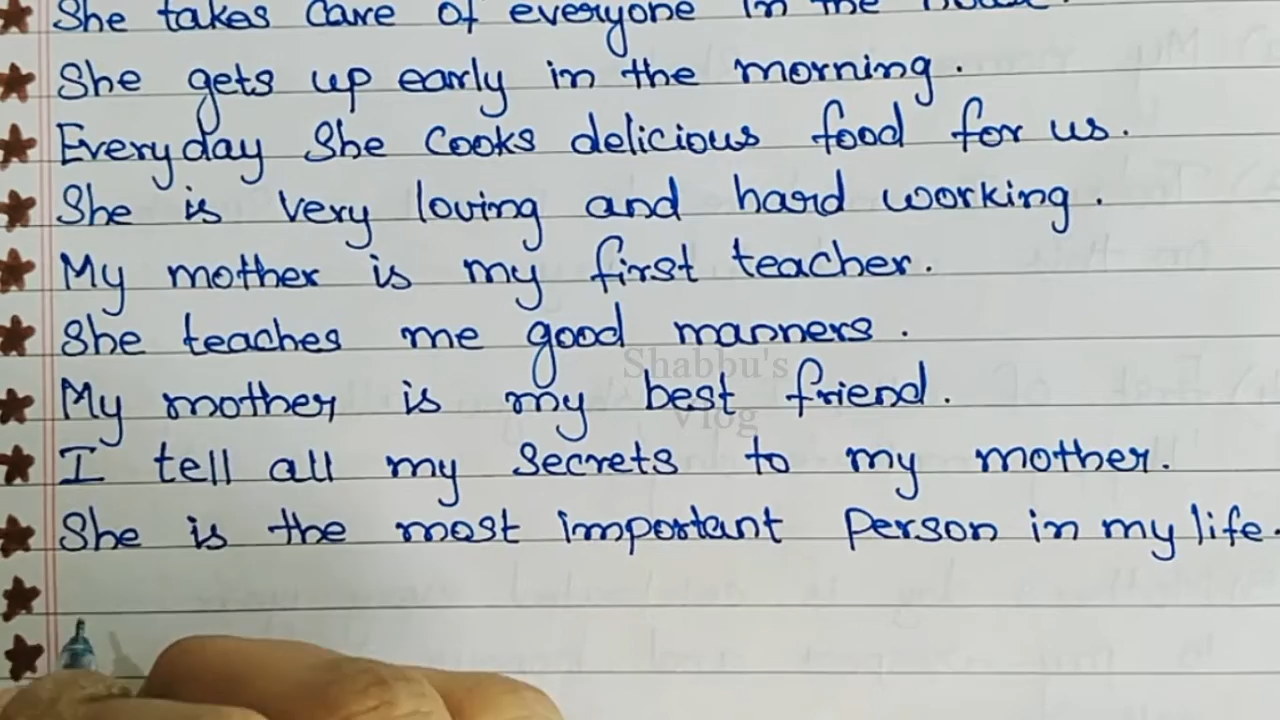 She takes care of everyone in the
She gets up early in the morning.
Everyday She Cooks delicious food for us.
She is very loving and hard working.
My mother is my first teacher.
She teaches me good manners.
Shabbu's
My mother is my best friend.
Vlog
I tell all my Secrets to my mother.
She is the most important Person in my life.